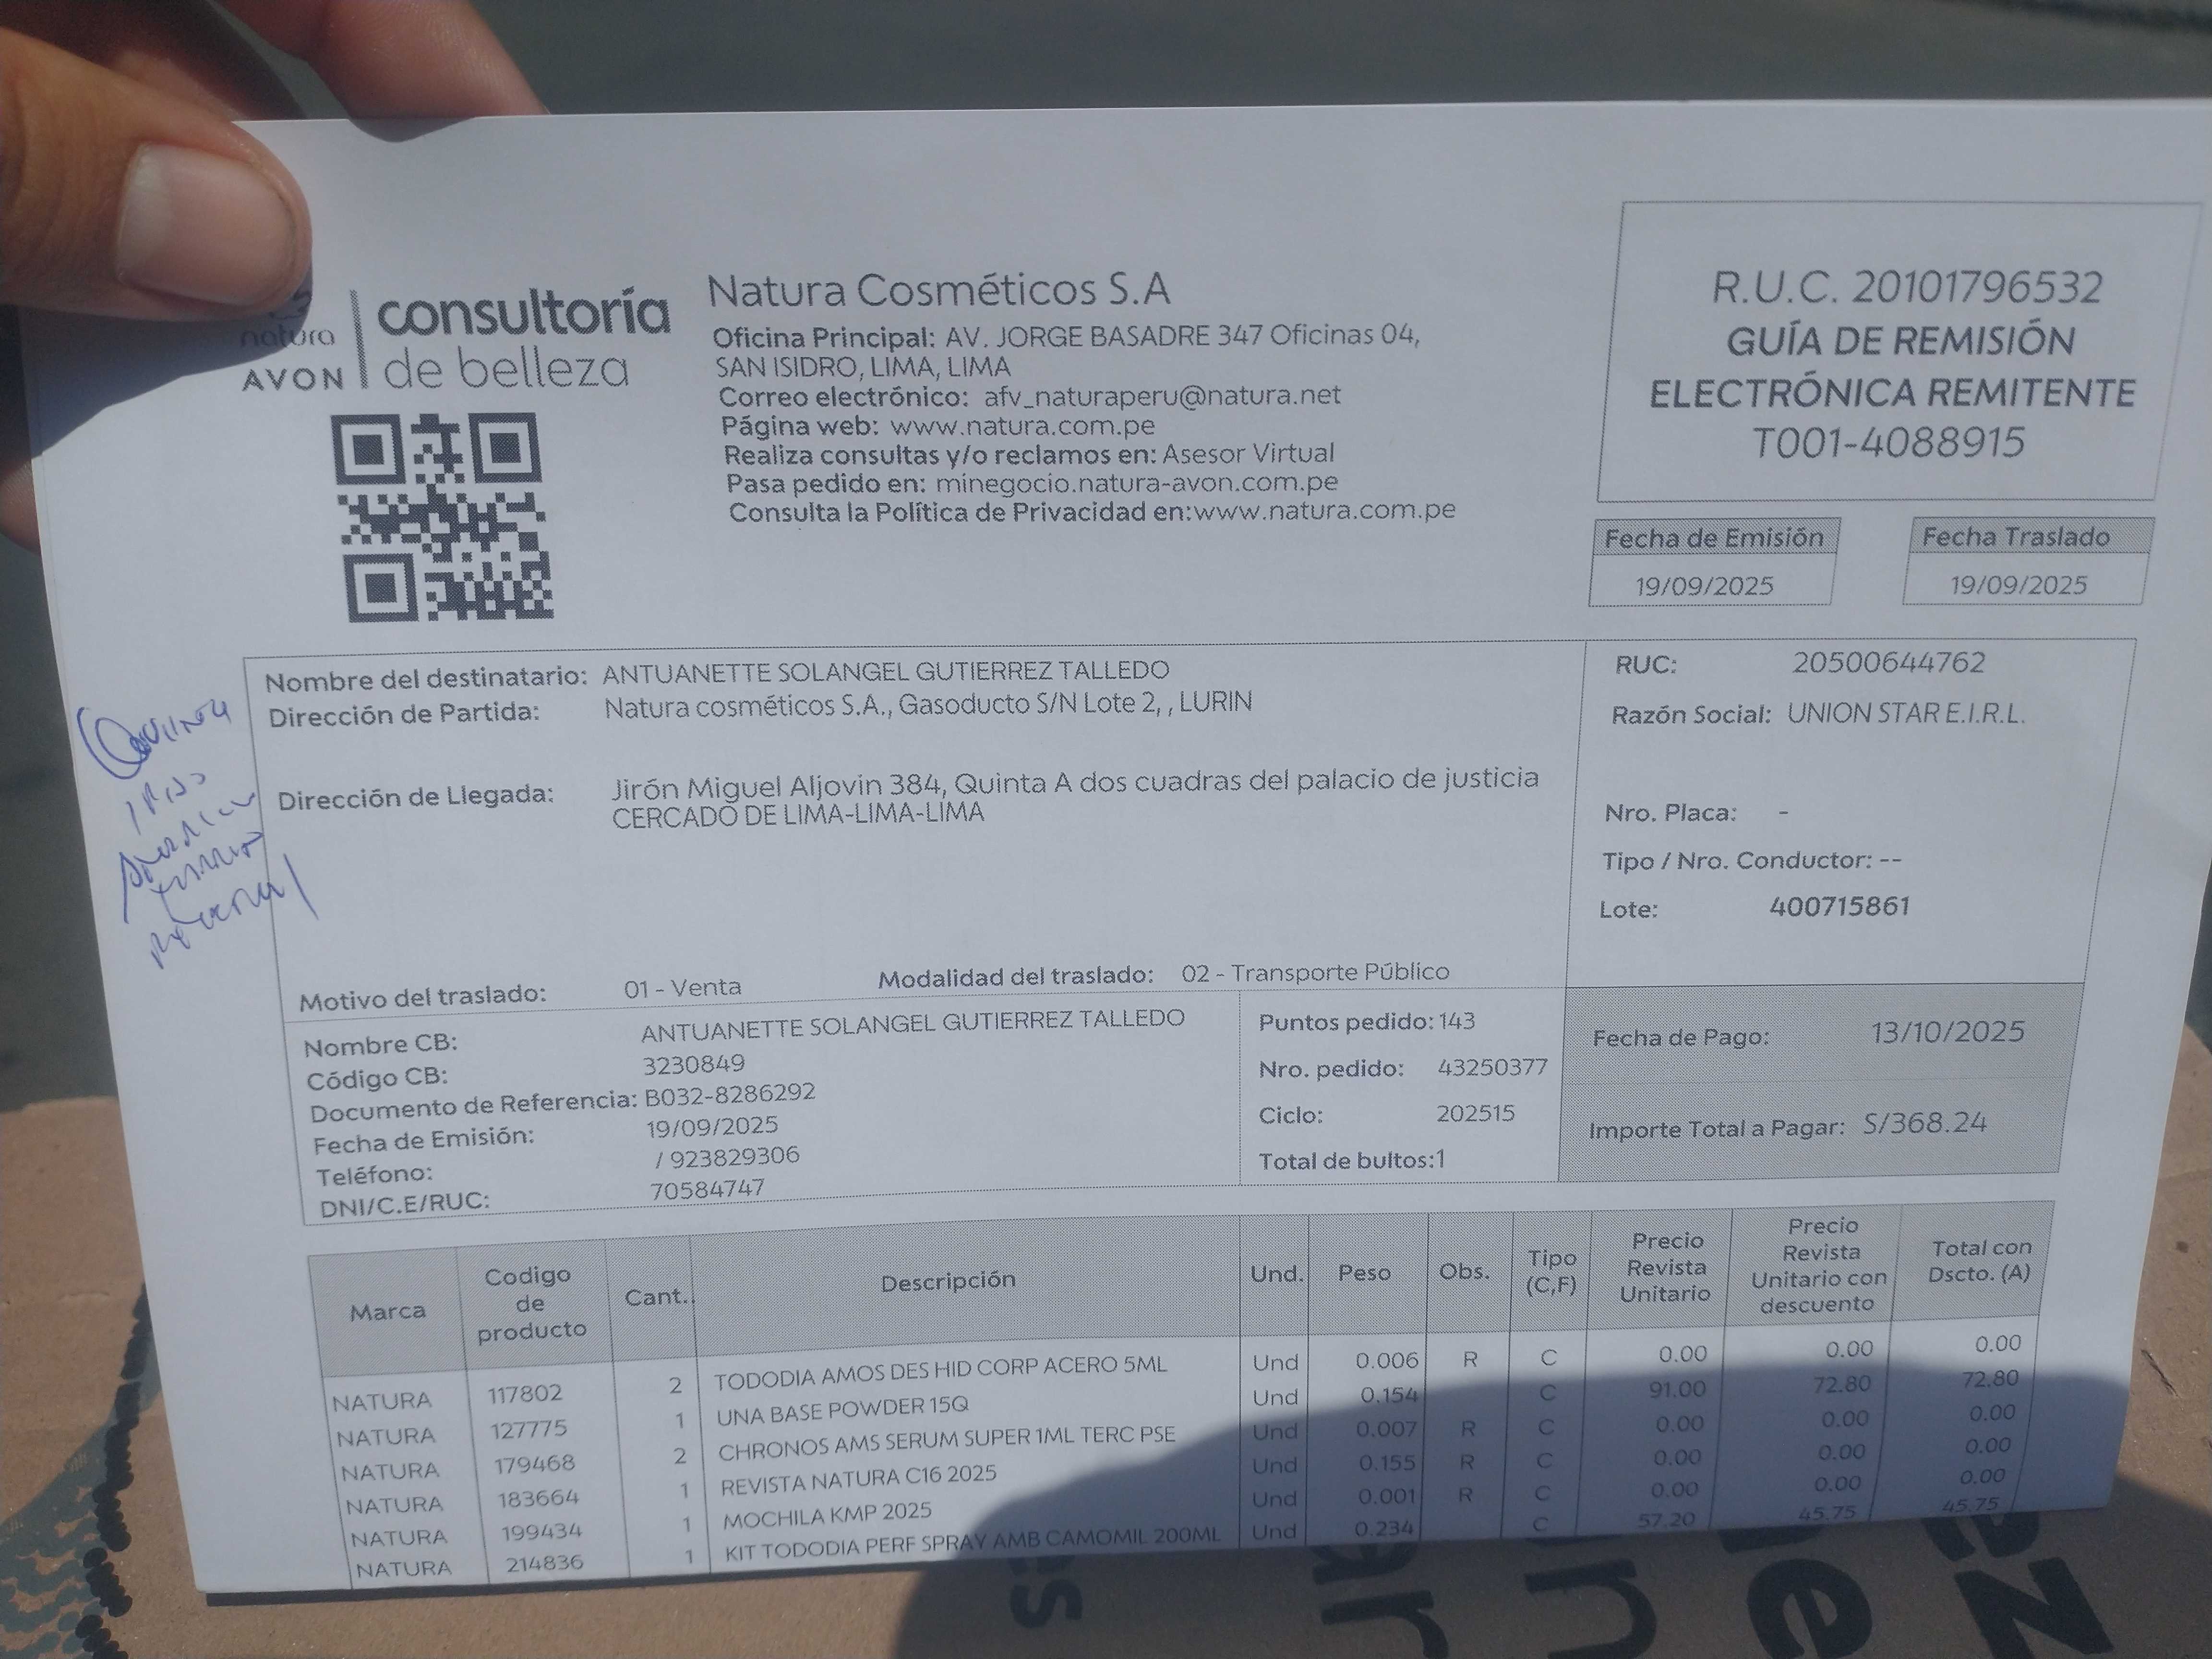 natura
AVON
consultoría
de belleza
Natura Cosméticos S.A
Oficina Principal: AV. JORGE BASADRE 347 Oficinas 04,
SAN ISIDRO, LIMA, LIMA
Correo electrónico: afv_naturaperu@natura.net
Página web: www.natura.com.pe
Realiza consultas y/o reclamos en: Asesor Virtual
Pasa pedido en: minegocio.natura-avon.com.pe
Consulta la Política de Privacidad en:www.natura.com.pe
R.U.C. 20101796532
GUÍA DE REMISIÓN
ELECTRÓNICA REMITENTE
T001-4088915
Fecha de Emisión
19/09/2025
Fecha Traslado
19/09/2025
Nombre del destinatario: ANTUANETTE SOLANGEL GUTIERREZ TALLEDO
Dirección de Partida: Natura cosméticos S.A., Gasoducto S/N Lote 2, , LURIN
Dirección de Llegada: Jirón Miguel Aljovin 384, Quinta A dos cuadras del palacio de justicia
CERCADO DE LIMA-LIMA-LIMA
Motivo del traslado: 01 - Venta Modalidad del traslado: 02 - Transporte Público
RUC: 20500644762
Razón Social: UNION STAR E.I.R.L.
Nro. Placa: -
Tipo / Nro. Conductor: --
Lote: 400715861
Nombre CB: ANTUANETTE SOLANGEL GUTIERREZ TALLEDO
Código CB: 3230849
Documento de Referencia: B032-8286292
Fecha de Emisión: 19/09/2025
Teléfono: / 923829306
DNI/C.E/RUC: 70584747
Puntos pedido: 143
Nro. pedido: 43250377
Ciclo: 202515
Total de bultos:1
Fecha de Pago: 13/10/2025
Importe Total a Pagar: S/368.24
Marca Codigo de producto Cant.. Descripción Und. Peso Obs. Tipo (C,F) Precio Revista Unitario Precio Revista Unitario con descuento Total con Dscto. (A)
NATURA 117802 2 TODODIA AMOS DES HID CORP ACERO 5ML Und 0.006 R C 0.00 0.00 0.00
NATURA 127775 1 UNA BASE POWDER 15Q Und 0.154 C 91.00 72.80 72.80
NATURA 179468 2 CHRONOS AMS SERUM SUPER 1ML TERC PSE Und 0.007 R C 0.00 0.00 0.00
NATURA 183664 1 REVISTA NATURA C16 2025 Und 0.155 R C 0.00 0.00 0.00
NATURA 199434 1 MOCHILA KMP 2025 Und 0.001 R C 0.00 0.00 0.00
NATURA 214836 1 KIT TODODIA PERF SPRAY AMB CAMOMIL 200ML Und 0.234 C 57.20 45.75 45.75